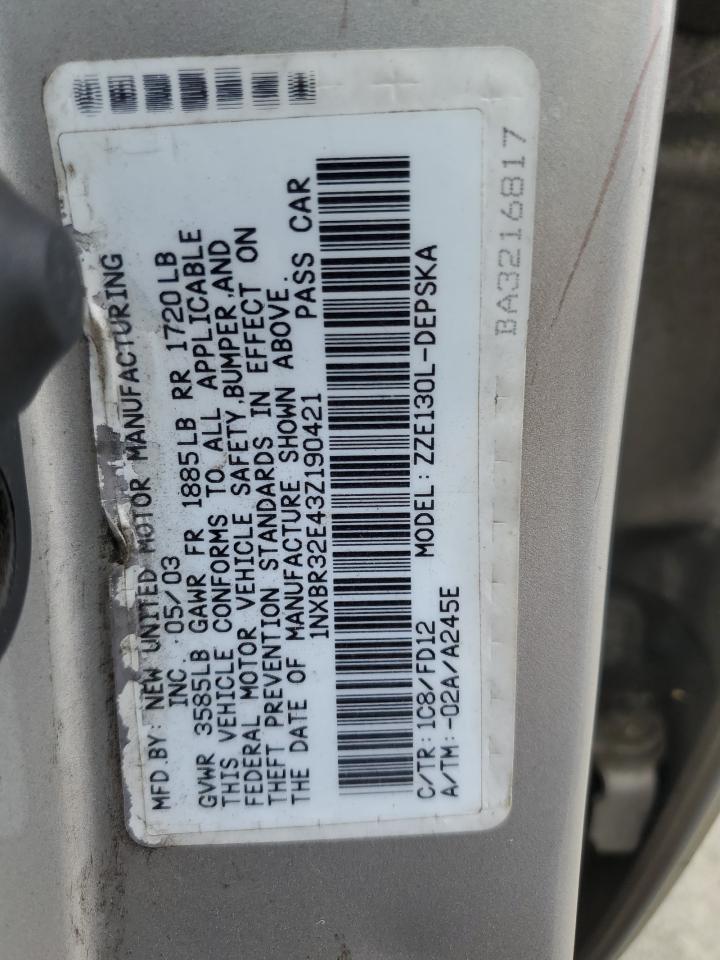 MFD.BY: NEW UNITED MOTOR MANUFACTURING
INC. 05/03
GVWR 3585LB GAWR FR 1885LB RR 1720LB
THIS VEHICLE CONFORMS TO ALL APPLICABLE
FEDERAL MOTOR VEHICLE SAFETY,BUMPER,AND
THEFT PREVENTION STANDARDS IN EFFECT ON
THE DATE OF MANUFACTURE SHOWN ABOVE.
1NXBR32E43Z190421 PASS CAR
C/TR:1C8/FD12 MODEL:ZZE130L-DEPSKA
A/TM:-02A/A245E
BA3216817